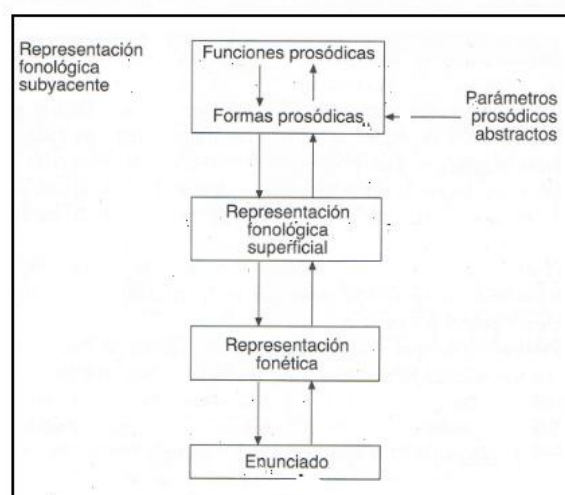 Representación
fonológica
subyacente
Funciones prosódicas
Formas prosódicas
Parámetros
prosódicos
abstractos
Representación
fonológica
superficial
Representación
fonética
Enunciado